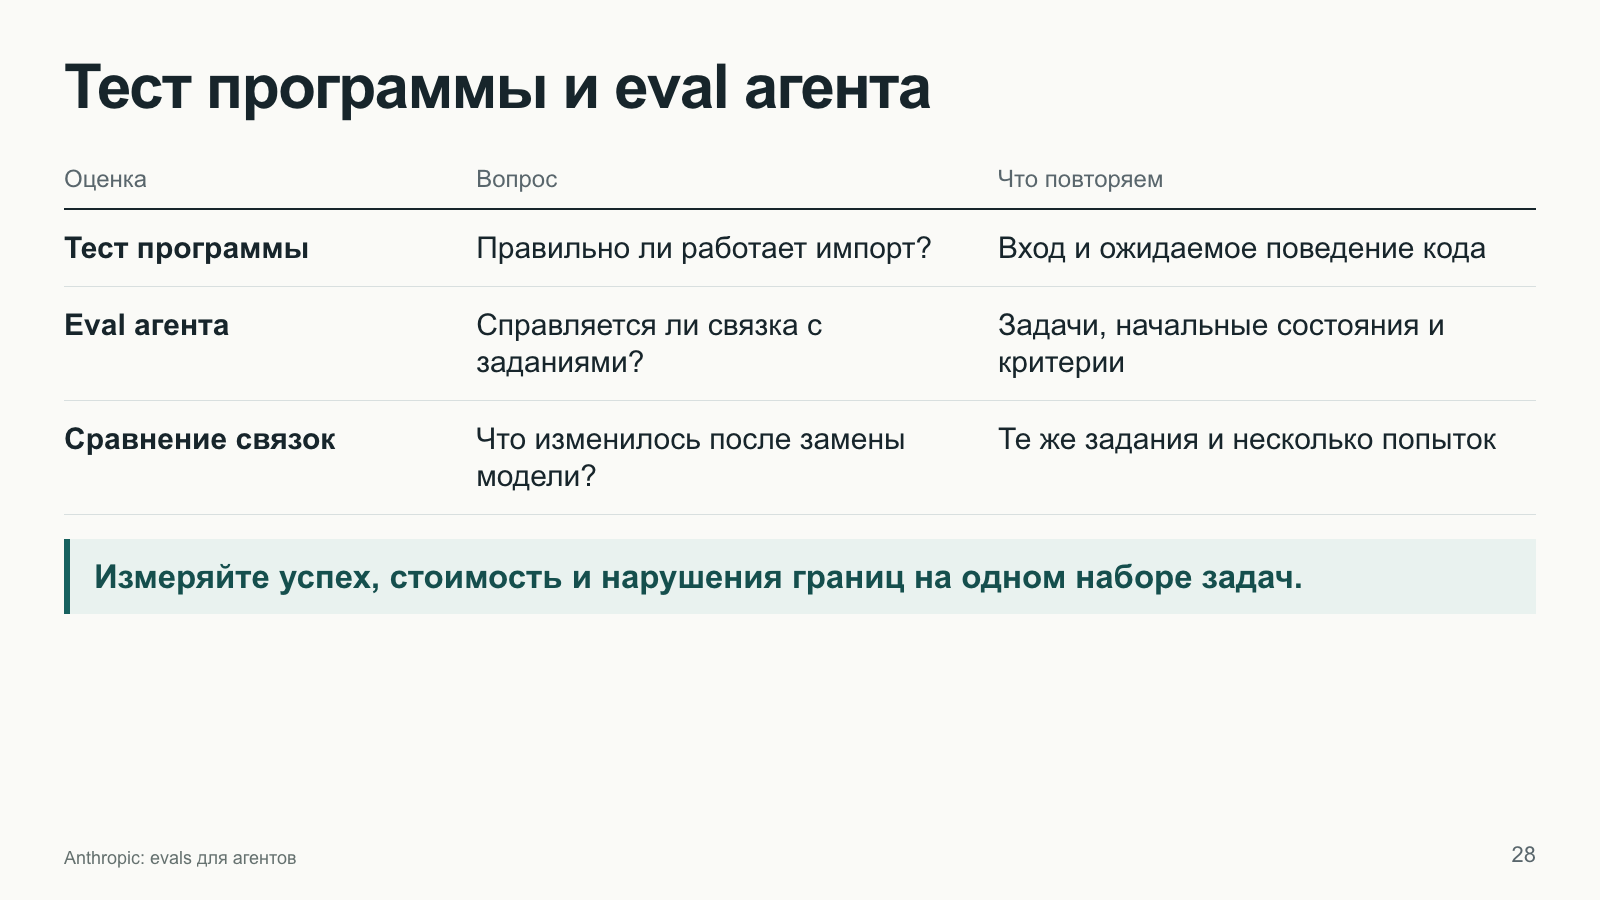 Тест программы и eval агента
Оценка
Вопрос
Что повторяем
Тест программы
Правильно ли работает импорт?
Вход и ожидаемое поведение кода
Eval агента
Справляется ли связка с
заданиями?
Задачи, начальные состояния и
критерии
Сравнение связок
Что изменилось после замены
модели?
Те же задания и несколько попыток
Измеряйте успех, стоимость и нарушения границ на одном наборе задач.
Anthropic: evals для агентов
28